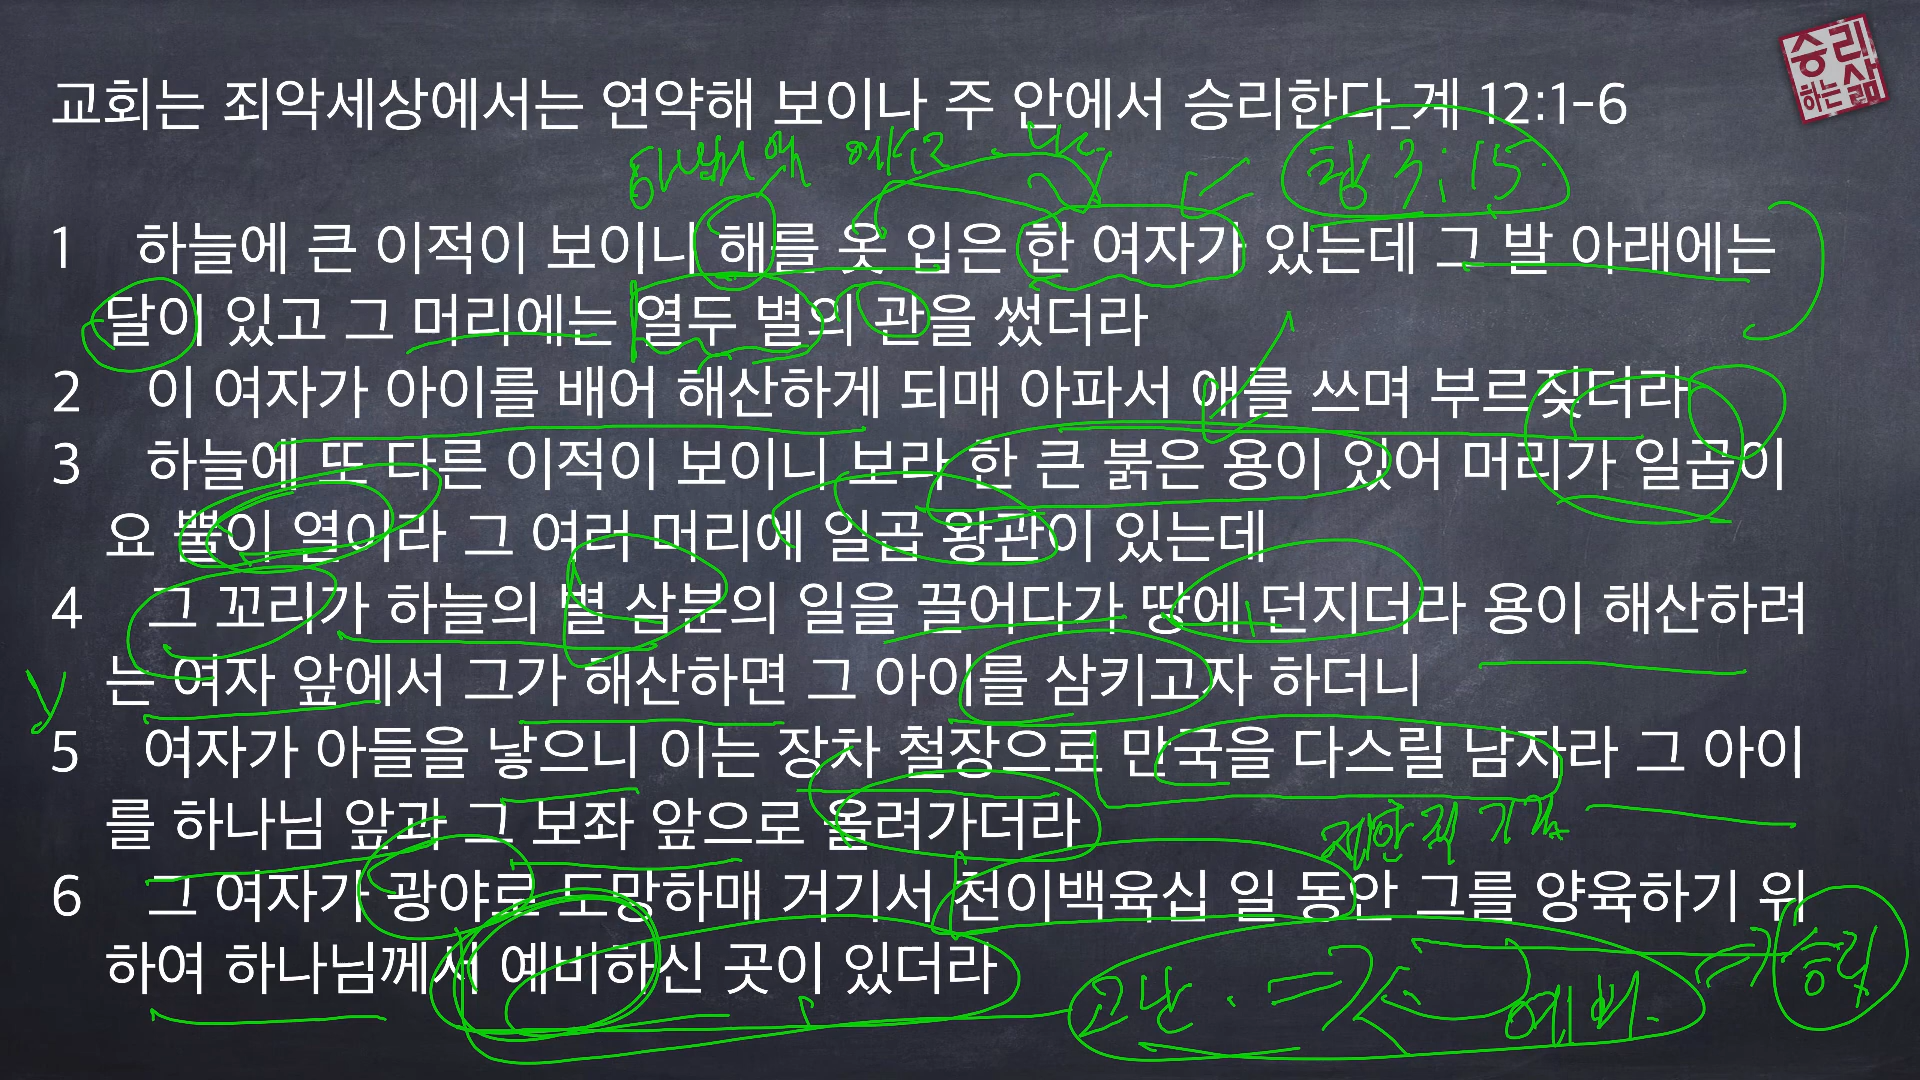 승리
하는 삶
교회는 죄악세상에서는 연약해 보이나 주 안에서 승리한다_계 12:1-6
창 3:15
1 하늘에 큰 이적이 보이니 해를 옷 입은 한 여자가 있는데 그 발 아래에는
달이 있고 그 머리에는 열두 별의 관을 썼더라
2 이 여자가 아이를 배어 해산하게 되매 아파서 애를 쓰며 부르짖더라
3 하늘에 또 다른 이적이 보이니 보라 한 큰 붉은 용이 있어 머리가 일곱이
요 뿔이 열이라 그 여러 머리에 일곱 왕관이 있는데
4 그 꼬리가 하늘의 별 삼분의 일을 끌어다가 땅에 던지더라 용이 해산하려
는 여자 앞에서 그가 해산하면 그 아이를 삼키고자 하더니
5 여자가 아들을 낳으니 이는 장차 철장으로 만국을 다스릴 남자라 그 아이
를 하나님 앞과 그 보좌 앞으로 올려가더라
제한적 기간
6 그 여자가 광야로 도망하매 거기서 천이백육십 일 동안 그를 양육하기 위
하여 하나님께서 예비하신 곳이 있더라
고난 예비